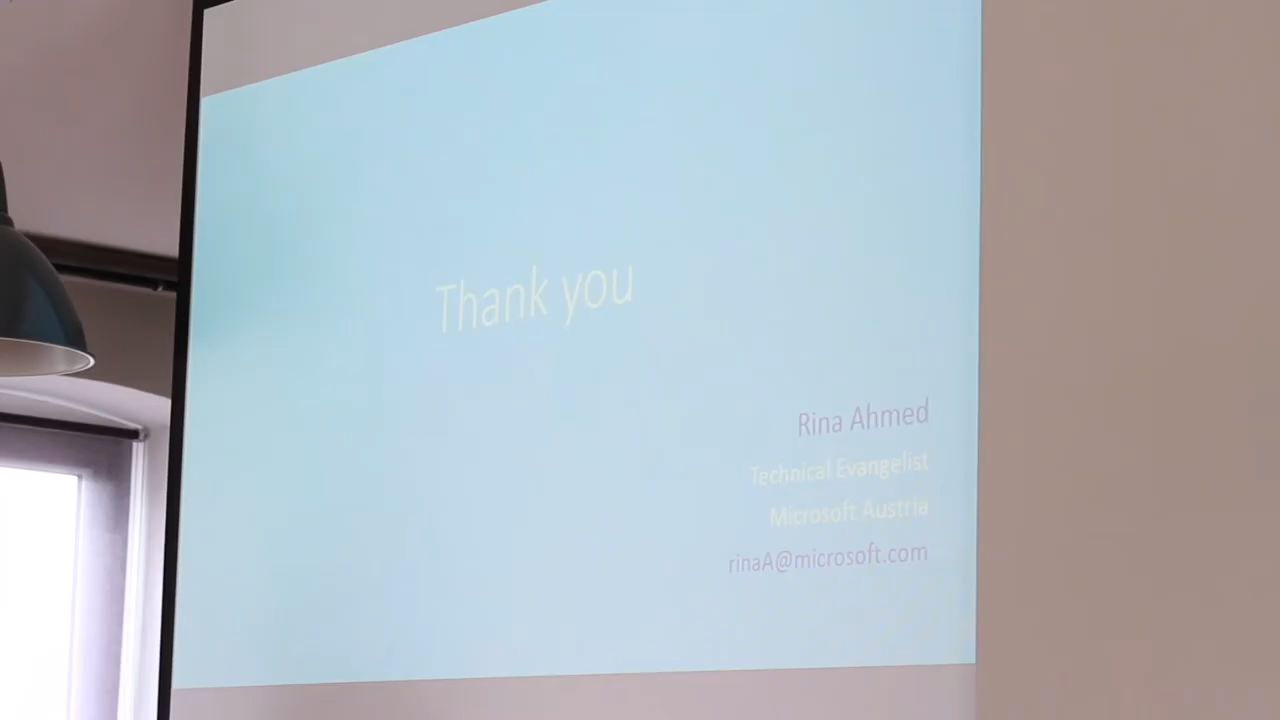 Thank you
Rina Ahmed
Technical Evangelist
Microsoft Austria
rinaA@microsoft.com